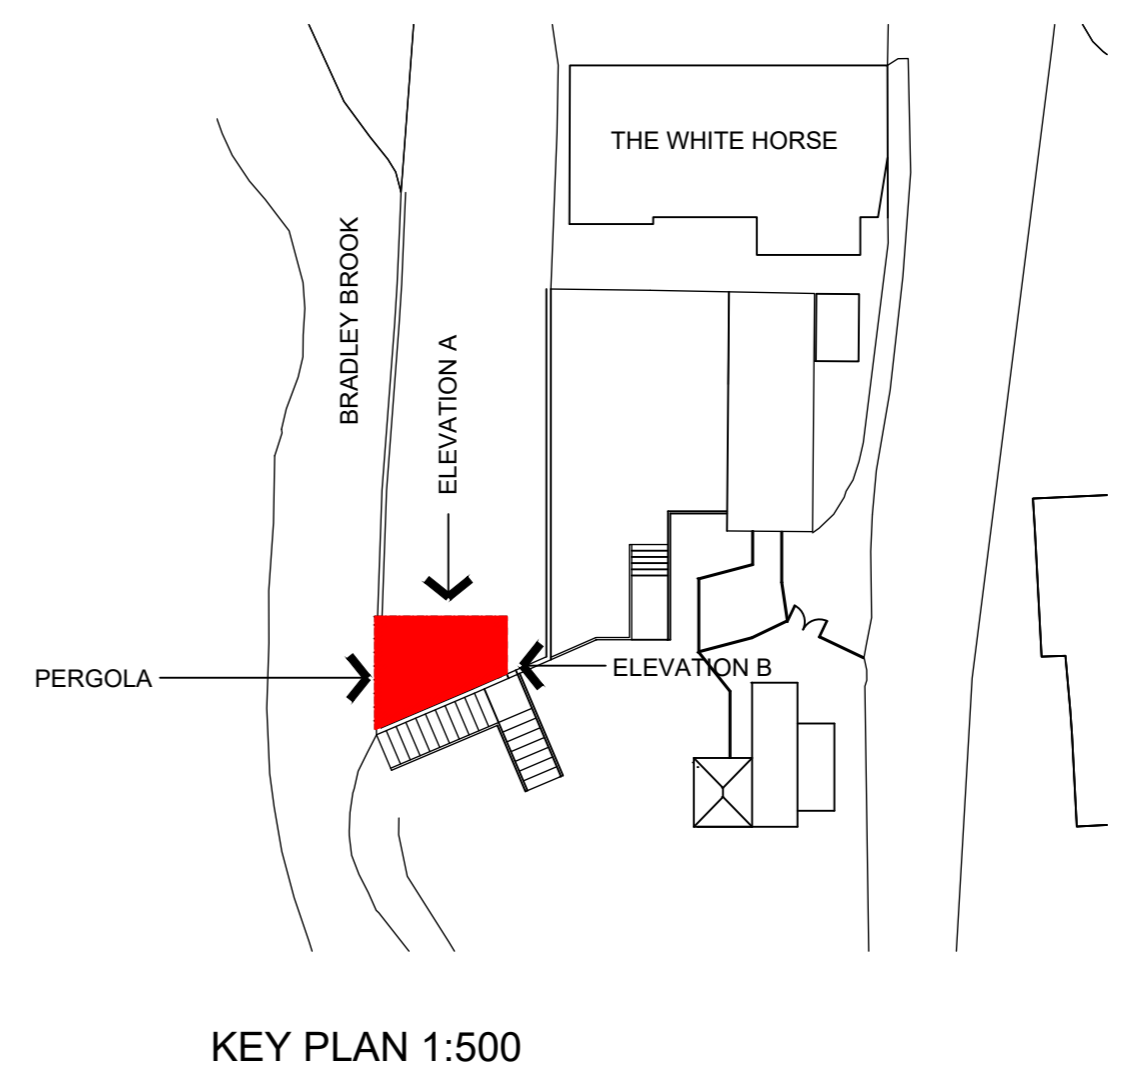 THE WHITE HORSE
BRADLEY BROOK
ELEVATION A
PERGOLA
ELEVATION B
KEY PLAN 1:500